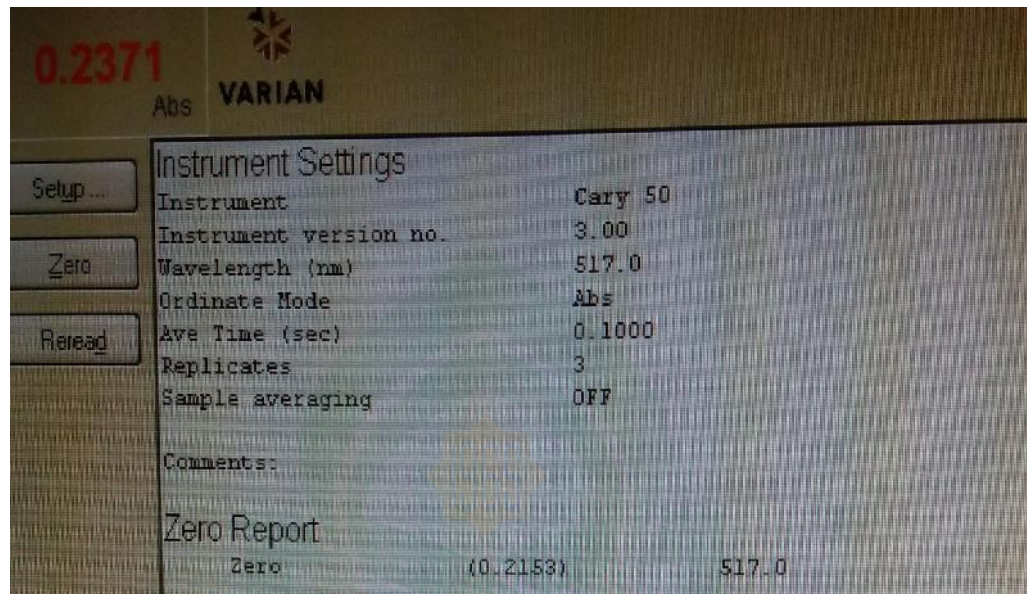 0.2371
Abs
VARIAN
Setup...
Zero
Reread
Instrument Settings
Instrument Cary 50
Instrument version no. 3.00
Wavelength (nm) 517.0
Ordinate Mode Abs
Ave Time (sec) 0.1000
Replicates 3
Sample averaging OFF
Comments:
Zero Report
Zero (0.2153) 517.0